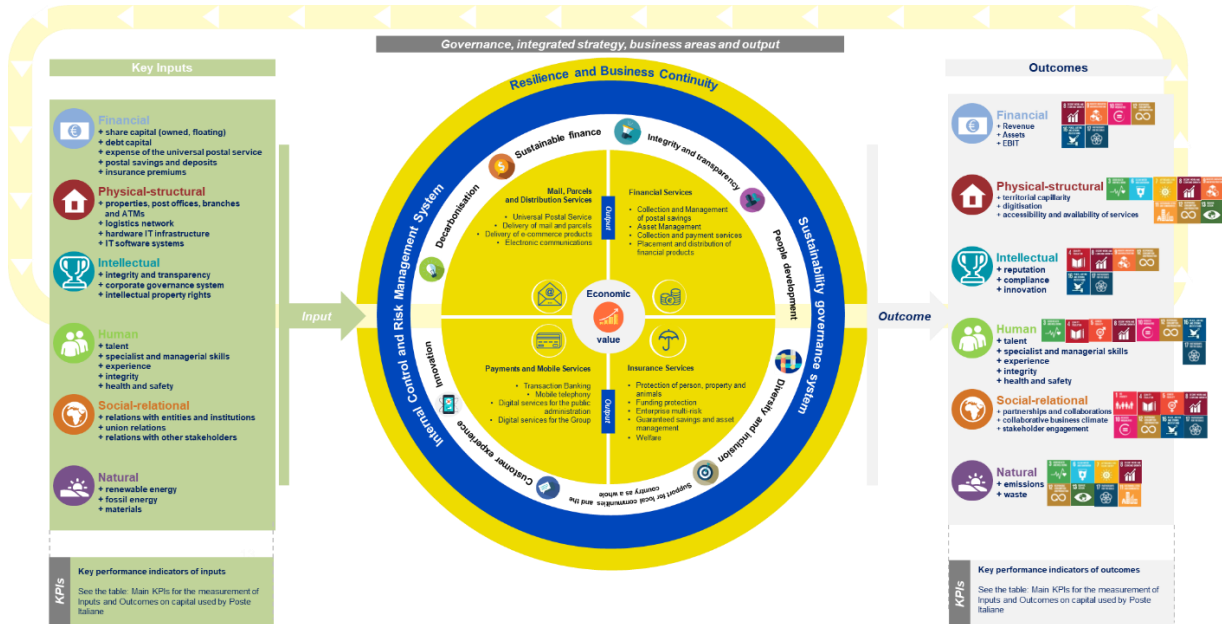 Governance, integrated strategy, business areas and output
Key Inputs
Financial
+ share capital (owned, floating)
+ debt capital
+ expense of the universal postal service
+ postal savings and deposits
+ insurance premiums
Physical-structural
+ properties, post offices, branches
and ATMs
+ logistics network
+ hardware IT infrastructure
+ IT software systems
Intellectual
+ integrity and transparency
+ corporate governance system
+ intellectual property rights
Human
+ talent
+ specialist and managerial skills
+ experience
+ integrity
+ health and safety
Social-relational
+ relations with entities and institutions
+ union relations
+ relations with other stakeholders
Natural
+ renewable energy
+ fossil energy
+ materials
KPIs
Key performance indicators of inputs
See the table: Main KPIs for the measurement of
Inputs and Outcomes on capital used by Poste
Italiane
Input
Resilience and Business Continuity
Internal Control and Risk Management System
Sustainability governance system
Sustainable finance
Integrity and transparency
People development
Diversity and inclusion
Support for local communities and the
country as a whole
Customer experience
Innovation
Decarbonisation
Mail, Parcels
and Distribution Services
• Universal Postal Service
• Delivery of mail and parcels
• Delivery of e-commerce products
• Electronic communications
Output
Financial Services
• Collection and Management
of postal savings
• Asset Management
• Collection and payment services
• Placement and distribution of
financial products
Economic
value
Payments and Mobile Services
• Transaction Banking
• Mobile telephony
• Digital services for the public
administration
• Digital services for the Group
Output
Insurance Services
• Protection of person, property and
animals
• Funding protection
• Enterprise multi-risk
• Guaranteed savings and asset
management
• Welfare
Outcome
Outcomes
Financial
+ Revenue
+ Assets
+ EBIT
Physical-structural
+ territorial capillarity
+ digitisation
+ accessibility and availability of services
Intellectual
+ reputation
+ compliance
+ innovation
Human
+ talent
+ specialist and managerial skills
+ experience
+ integrity
+ health and safety
Social-relational
+ partnerships and collaborations
+ collaborative business climate
+ stakeholder engagement
Natural
+ emissions
+ waste
KPIs
Key performance indicators of outcomes
See the table: Main KPIs for the measurement of
Inputs and Outcomes on capital used by Poste
Italiane